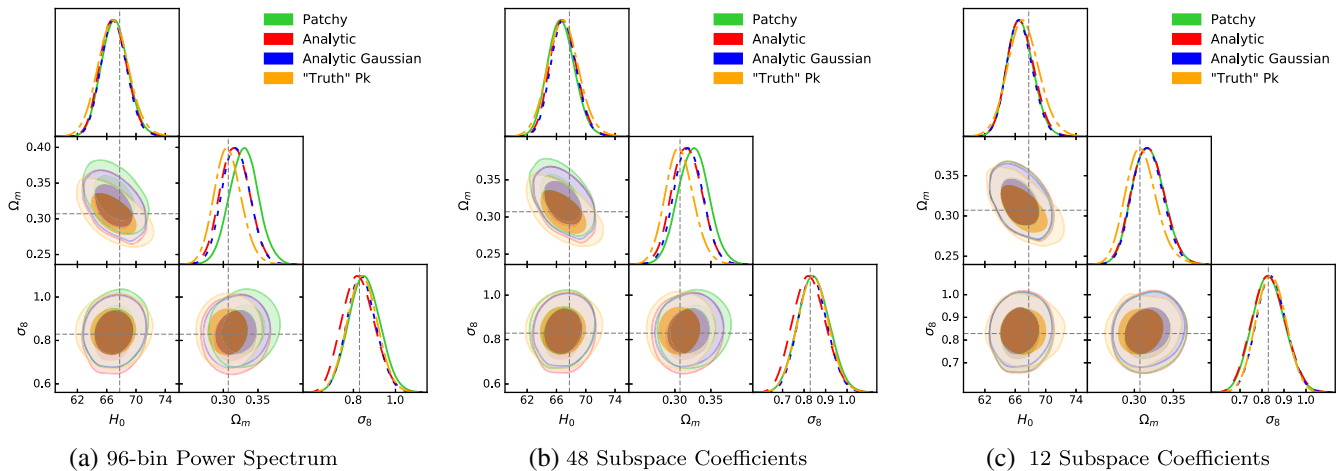 Patchy
Analytic
Analytic Gaussian
"Truth" Pk
0.40
0.35
0.30
0.25
Ωm
1.0
0.8
0.6
σ8
62 68 74
H0
0.30 0.35
Ωm
0.8 1.0
σ8
(a) 96-bin Power Spectrum
Patchy
Analytic
Analytic Gaussian
"Truth" Pk
0.35
0.30
0.25
Ωm
1.0
0.9
0.8
0.7
σ8
62 66 70 74
H0
0.30 0.35
Ωm
0.7 0.8 0.9 1.0
σ8
(b) 48 Subspace Coefficients
Patchy
Analytic
Analytic Gaussian
"Truth" Pk
0.40
0.35
0.30
0.25
Ωm
1.0
0.9
0.8
0.7
σ8
62 66 70 74
H0
0.30 0.35
Ωm
0.7 0.8 0.9 1.0
σ8
(c) 12 Subspace Coefficients